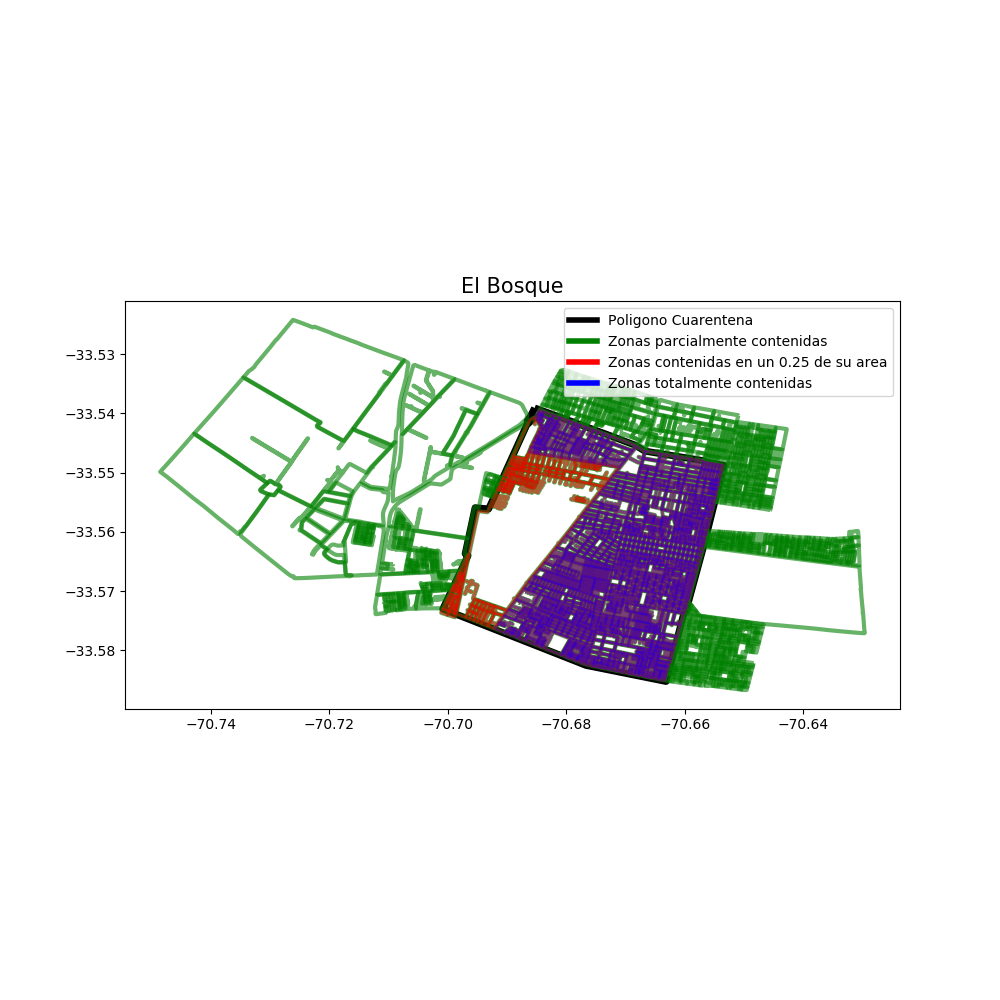 El Bosque
Poligono Cuarentena
Zonas parcialmente contenidas
Zonas contenidas en un 0.25 de su area
Zonas totalmente contenidas
−33.53
−33.54
−33.55
−33.56
−33.57
−33.58
−70.74 −70.72 −70.70 −70.68 −70.66 −70.64